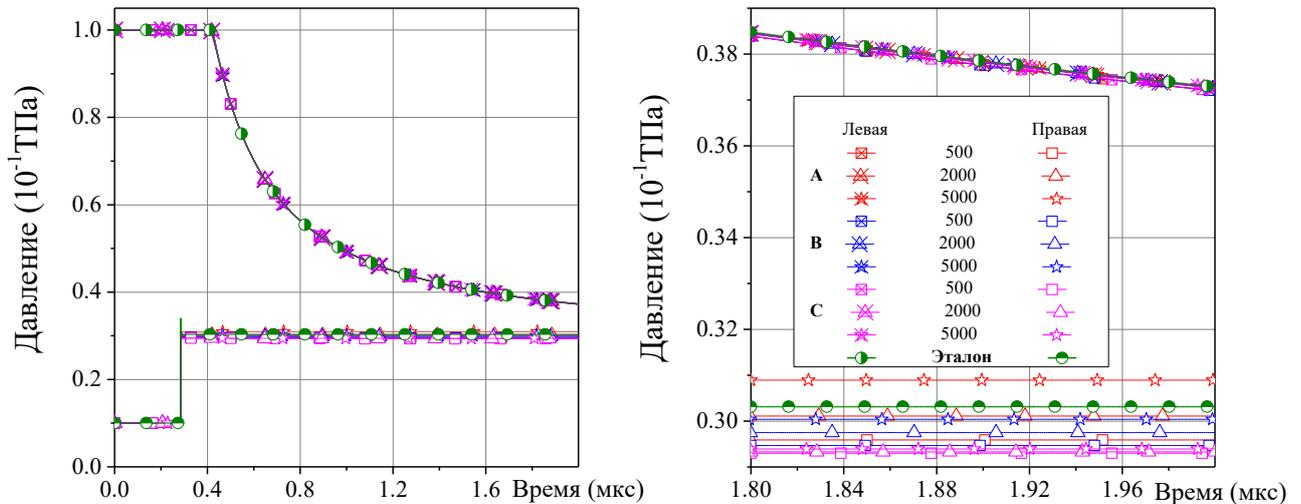 Давление (10⁻¹ТПа)
1.0
0.8
0.6
0.4
0.2
0.0
0.0 0.4 0.8 1.2 1.6 Время (мкс)
Давление (10⁻¹ТПа)
0.38
0.36
0.34
0.32
0.30
Левая Правая
500
A 2000
5000
500
B 2000
5000
500
C 2000
5000
Эталон
1.80 1.84 1.88 1.92 1.96 Время (мкс)